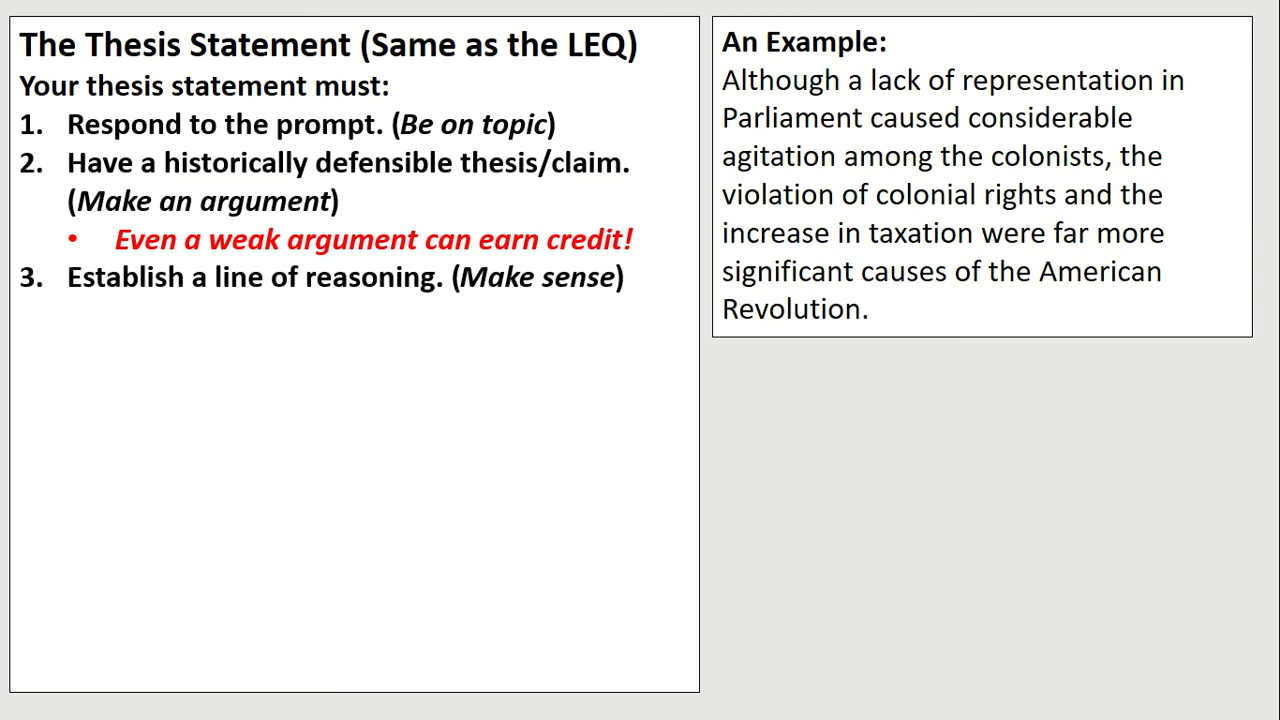 The Thesis Statement (Same as the LEQ)
Your thesis statement must:
1. Respond to the prompt. (Be on topic)
2. Have a historically defensible thesis/claim.
(Make an argument)
• Even a weak argument can earn credit!
3. Establish a line of reasoning. (Make sense)
An Example:
Although a lack of representation in
Parliament caused considerable
agitation among the colonists, the
violation of colonial rights and the
increase in taxation were far more
significant causes of the American
Revolution.